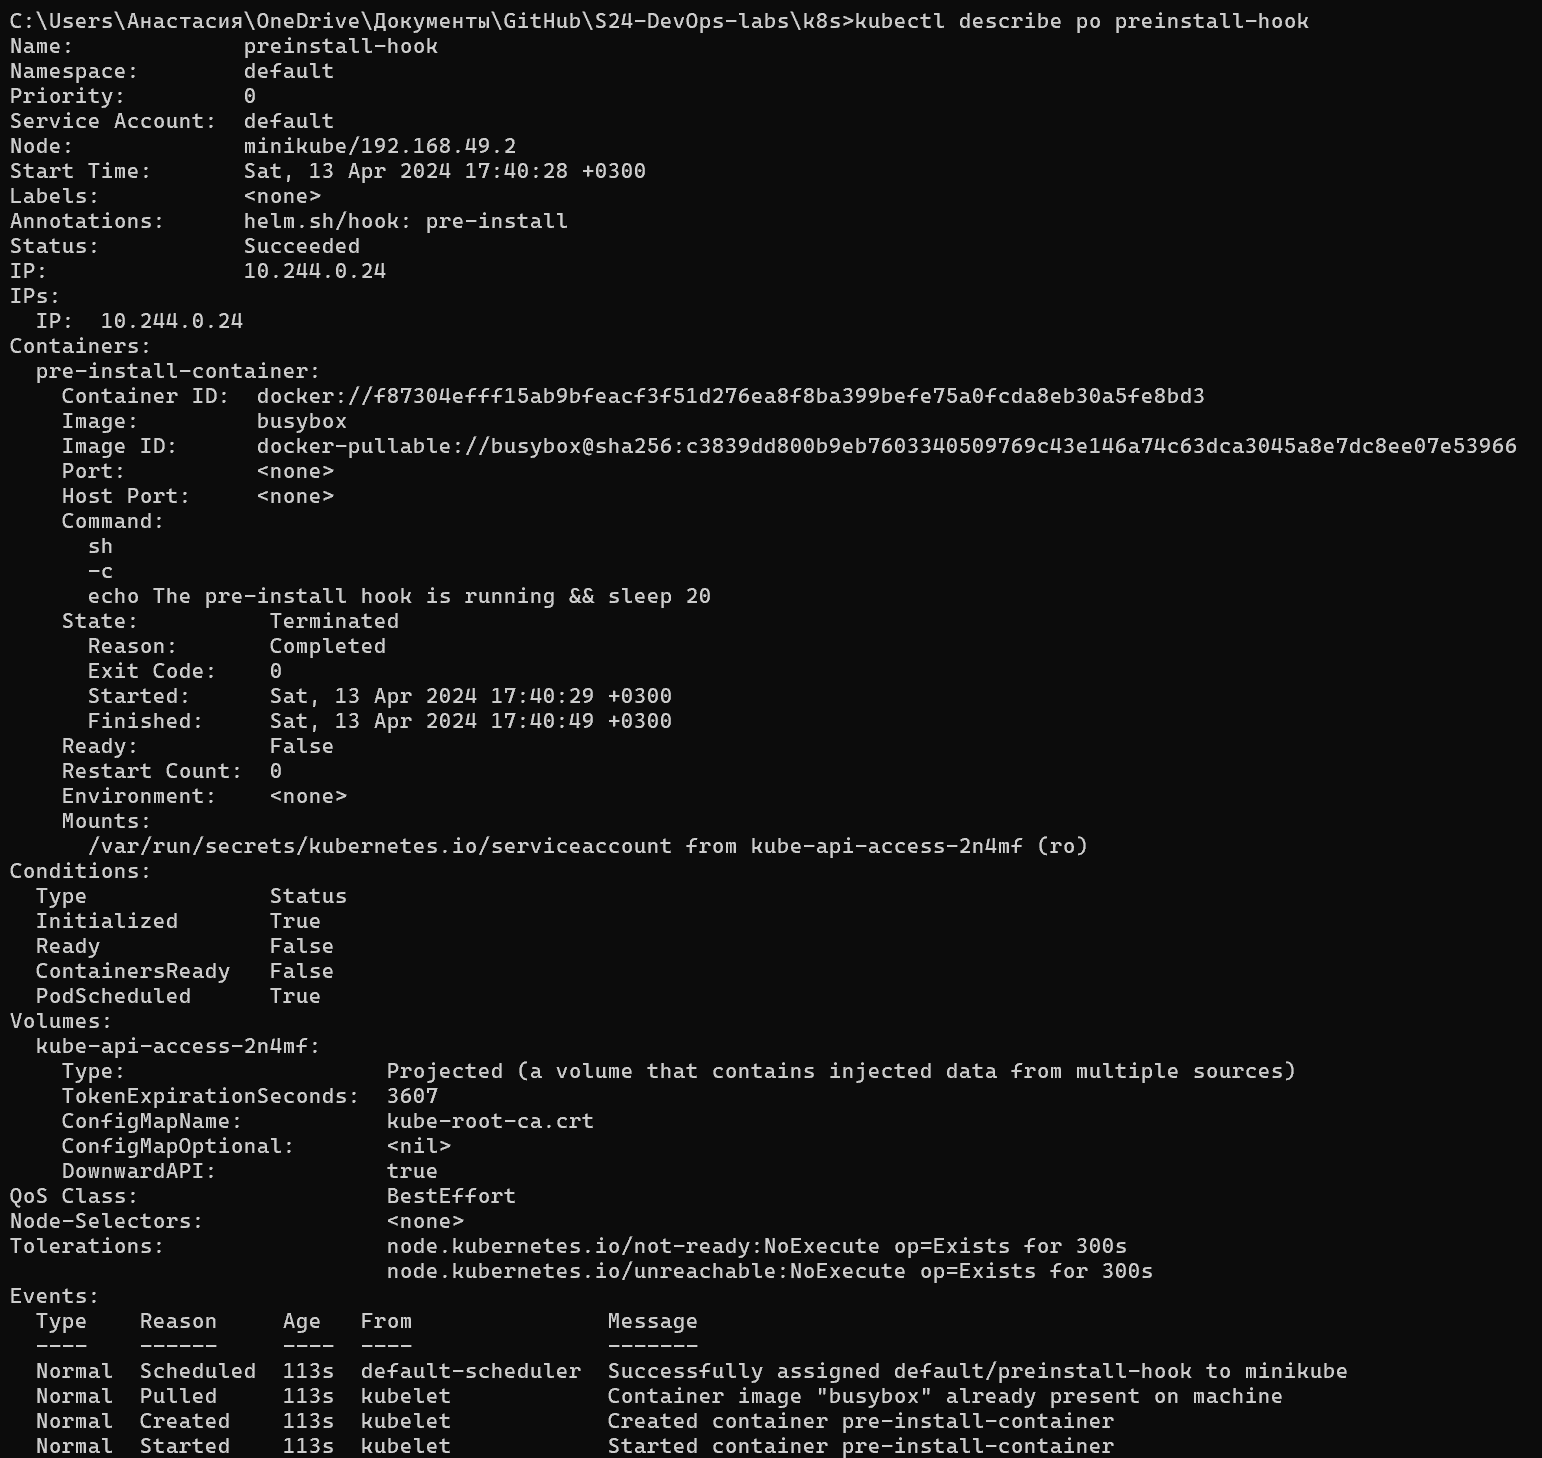 C:\Users\Анастасия\OneDrive\Документы\GitHub\S24-DevOps-labs\k8s>kubectl describe po preinstall-hook
Name:             preinstall-hook
Namespace:        default
Priority:         0
Service Account:  default
Node:             minikube/192.168.49.2
Start Time:       Sat, 13 Apr 2024 17:40:28 +0300
Labels:           <none>
Annotations:      helm.sh/hook: pre-install
Status:           Succeeded
IP:               10.244.0.24
IPs:
  IP:  10.244.0.24
Containers:
  pre-install-container:
    Container ID:  docker://f87304efff15ab9bfeacf3f51d276ea8f8ba399befe75a0fcda8eb30a5fe8bd3
    Image:         busybox
    Image ID:      docker-pullable://busybox@sha256:c3839dd800b9eb7603340509769c43e146a74c63dca3045a8e7dc8ee07e53966
    Port:          <none>
    Host Port:     <none>
    Command:
      sh
      -c
      echo The pre-install hook is running && sleep 20
    State:          Terminated
      Reason:       Completed
      Exit Code:    0
      Started:      Sat, 13 Apr 2024 17:40:29 +0300
      Finished:     Sat, 13 Apr 2024 17:40:49 +0300
    Ready:          False
    Restart Count:  0
    Environment:    <none>
    Mounts:
      /var/run/secrets/kubernetes.io/serviceaccount from kube-api-access-2n4mf (ro)
Conditions:
  Type              Status
  Initialized       True
  Ready             False
  ContainersReady   False
  PodScheduled      True
Volumes:
  kube-api-access-2n4mf:
    Type:                    Projected (a volume that contains injected data from multiple sources)
    TokenExpirationSeconds:  3607
    ConfigMapName:           kube-root-ca.crt
    ConfigMapOptional:       <nil>
    DownwardAPI:             true
QoS Class:                   BestEffort
Node-Selectors:              <none>
Tolerations:                 node.kubernetes.io/not-ready:NoExecute op=Exists for 300s
                             node.kubernetes.io/unreachable:NoExecute op=Exists for 300s
Events:
  Type    Reason     Age   From               Message
  ----    ------     ----  ----               -------
  Normal  Scheduled  113s  default-scheduler  Successfully assigned default/preinstall-hook to minikube
  Normal  Pulled     113s  kubelet            Container image "busybox" already present on machine
  Normal  Created    113s  kubelet            Created container pre-install-container
  Normal  Started    113s  kubelet            Started container pre-install-container